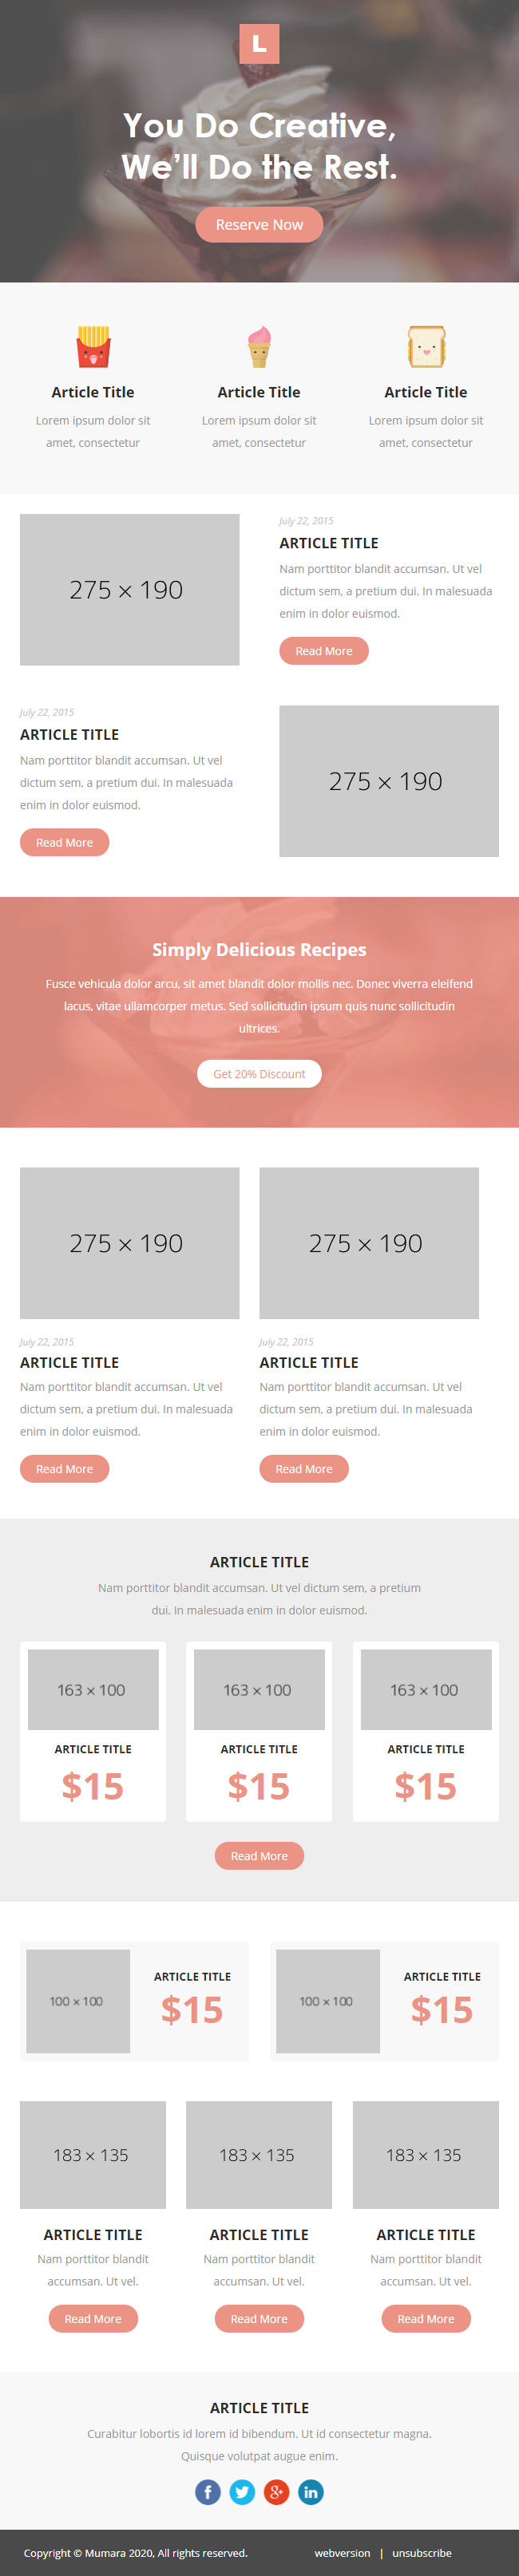 L
You Do Creative,
We'll Do the Rest.
Reserve Now
Article Title
Lorem ipsum dolor sit
amet, consectetur
Article Title
Lorem ipsum dolor sit
amet, consectetur
Article Title
Lorem ipsum dolor sit
amet, consectetur
275 × 190
July 22, 2015
ARTICLE TITLE
Nam porttitor blandit accumsan. Ut vel
dictum sem, a pretium dui. In malesuada
enim in dolor euismod.
Read More
July 22, 2015
ARTICLE TITLE
Nam porttitor blandit accumsan. Ut vel
dictum sem, a pretium dui. In malesuada
enim in dolor euismod.
Read More
275 × 190
Simply Delicious Recipes
Fusce vehicula dolor arcu, sit amet blandit dolor mollis nec. Donec viverra eleifend
lacus, vitae ullamcorper metus. Sed sollicitudin ipsum quis nunc sollicitudin
ultrices.
Get 20% Discount
275 × 190
July 22, 2015
ARTICLE TITLE
Nam porttitor blandit accumsan. Ut vel
dictum sem, a pretium dui. In malesuada
enim in dolor euismod.
Read More
275 × 190
July 22, 2015
ARTICLE TITLE
Nam porttitor blandit accumsan. Ut vel
dictum sem, a pretium dui. In malesuada
enim in dolor euismod.
Read More
ARTICLE TITLE
Nam porttitor blandit accumsan. Ut vel dictum sem, a pretium
dui. In malesuada enim in dolor euismod.
163 × 100
ARTICLE TITLE
$15
163 × 100
ARTICLE TITLE
$15
163 × 100
ARTICLE TITLE
$15
Read More
100 × 100
ARTICLE TITLE
$15
100 × 100
ARTICLE TITLE
$15
183 × 135
ARTICLE TITLE
Nam porttitor blandit
accumsan. Ut vel.
Read More
183 × 135
ARTICLE TITLE
Nam porttitor blandit
accumsan. Ut vel.
Read More
183 × 135
ARTICLE TITLE
Nam porttitor blandit
accumsan. Ut vel.
Read More
ARTICLE TITLE
Curabitur lobortis id lorem id bibendum. Ut id consectetur magna.
Quisque volutpat augue enim.
f
g+
in
Copyright © Mumara 2020, All rights reserved.
webversion | unsubscribe